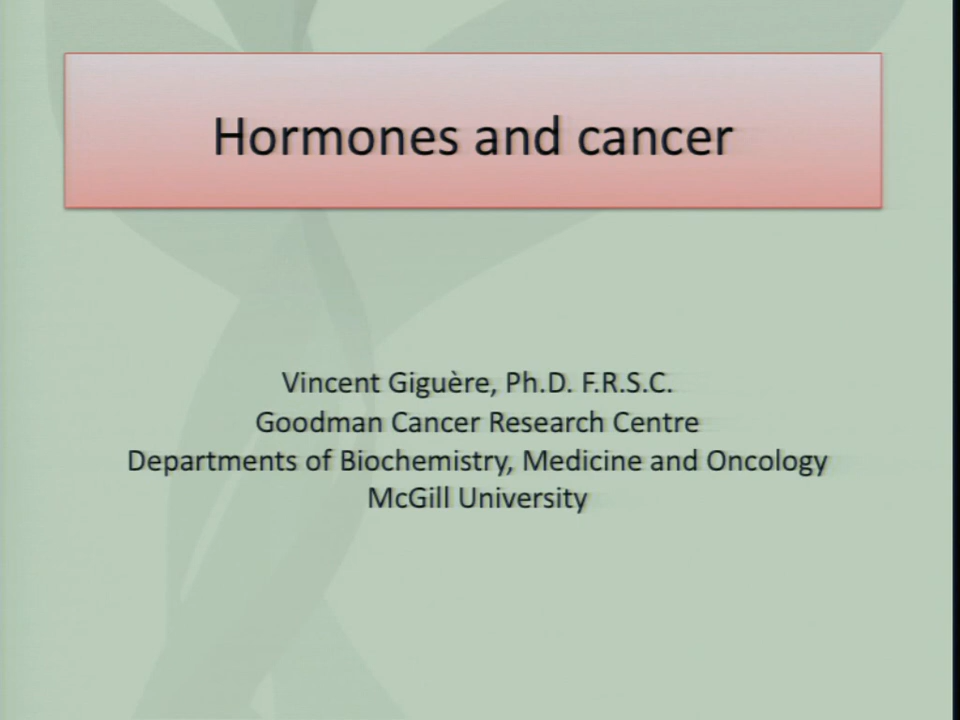 Hormones and cancer
Vincent Giguère, Ph.D. F.R.S.C.
Goodman Cancer Research Centre
Departments of Biochemistry, Medicine and Oncology
McGill University